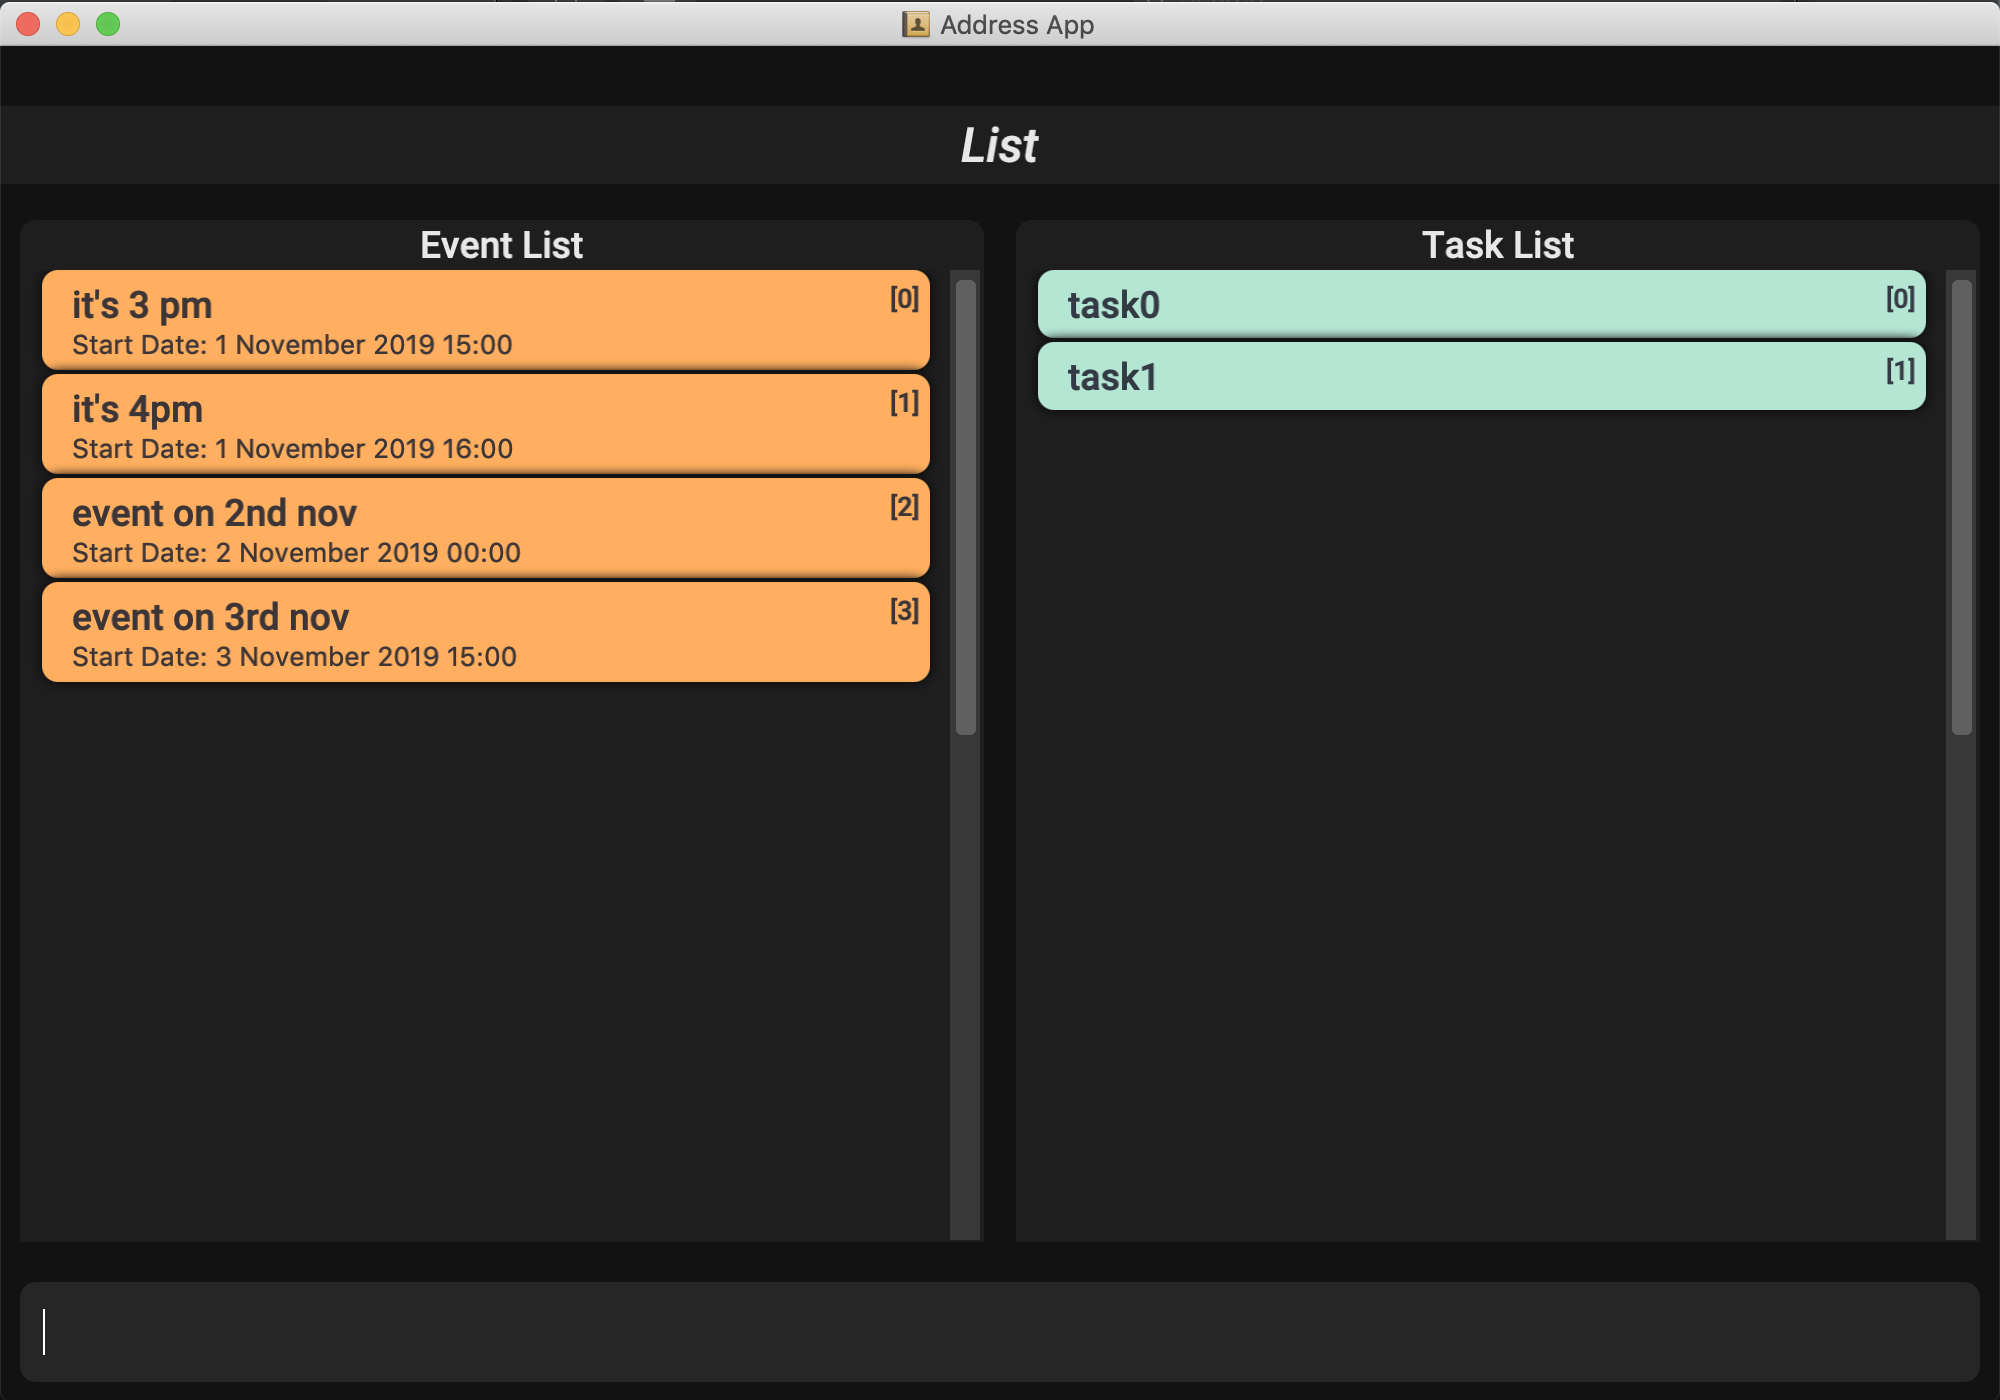 Address App
List
Event List
it's 3 pm
[0]
Start Date: 1 November 2019 15:00
it's 4pm
[1]
Start Date: 1 November 2019 16:00
event on 2nd nov
[2]
Start Date: 2 November 2019 00:00
event on 3rd nov
[3]
Start Date: 3 November 2019 15:00
Task List
task0
[0]
task1
[1]